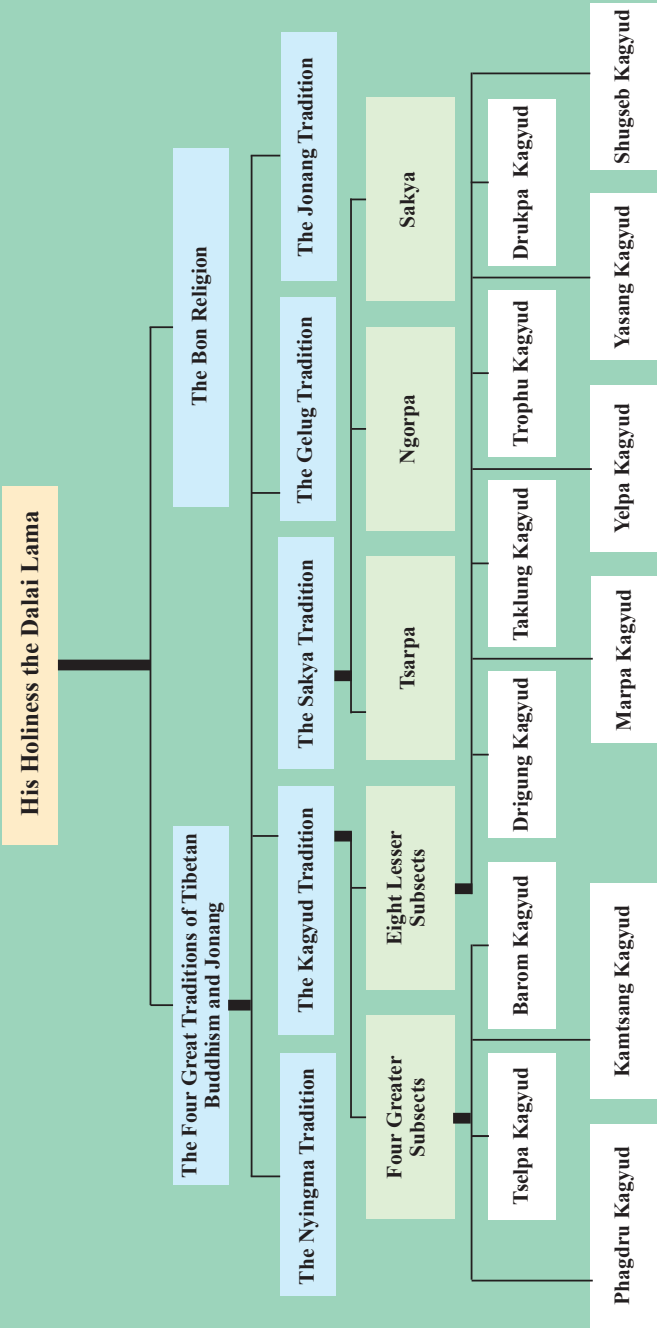 His Holiness the Dalai Lama
The Four Great Traditions of Tibetan
Buddhism and Jonang
The Bon Religion
The Nyingma Tradition
The Kagyud Tradition
The Sakya Tradition
The Gelug Tradition
The Jonang Tradition
Four Greater
Subsects
Eight Lesser
Subsects
Tsarpa
Ngorpa
Sakya
Tselpa Kagyud
Barom Kagyud
Drigung Kagyud
Taklung Kagyud
Trophu Kagyud
Drukpa Kagyud
Phagdru Kagyud
Kamtsang Kagyud
Marpa Kagyud
Yelpa Kagyud
Yasang Kagyud
Shugseb Kagyud